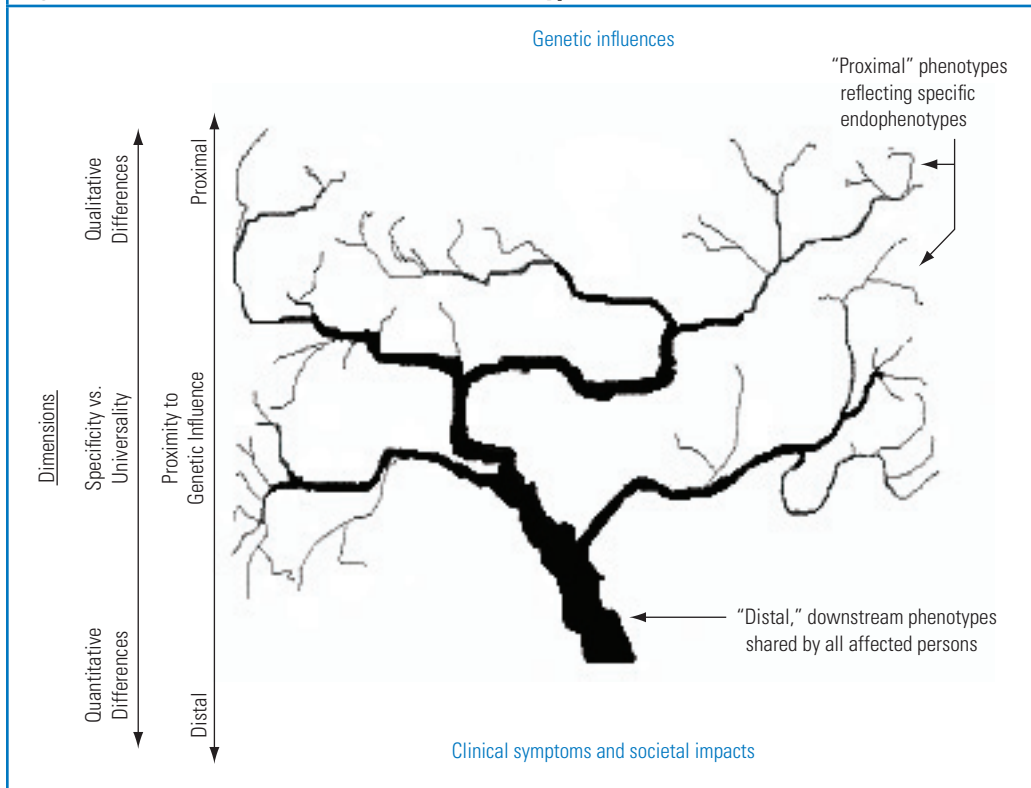 Genetic influences
“Proximal” phenotypes
reflecting specific
endophenotypes
Qualitative
Differences
Proximal
Dimensions
Specificity vs.
Universality
Proximity to
Genetic Influence
“Distal,” downstream phenotypes
shared by all affected persons
Quantitative
Differences
Distal
Clinical symptoms and societal impacts